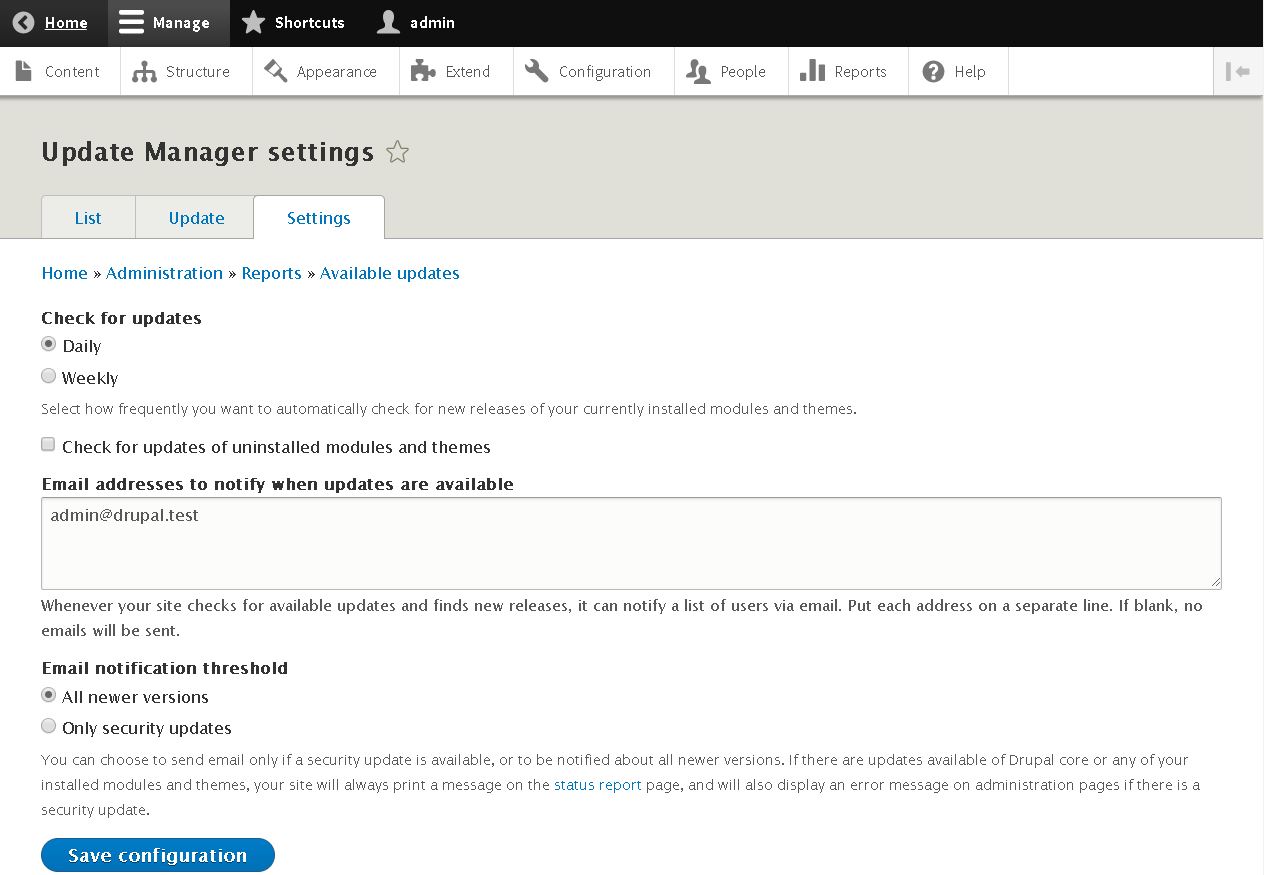 Home Manage Shortcuts admin
Content Structure Appearance Extend Configuration People Reports Help
Update Manager settings
List Update Settings
Home » Administration » Reports » Available updates
Check for updates
Daily
Weekly
Select how frequently you want to automatically check for new releases of your currently installed modules and themes.
Check for updates of uninstalled modules and themes
Email addresses to notify when updates are available
admin@drupal.test
Whenever your site checks for available updates and finds new releases, it can notify a list of users via email. Put each address on a separate line. If blank, no
emails will be sent.
Email notification threshold
All newer versions
Only security updates
You can choose to send email only if a security update is available, or to be notified about all newer versions. If there are updates available of Drupal core or any of your
installed modules and themes, your site will always print a message on the status report page, and will also display an error message on administration pages if there is a
security update.
Save configuration